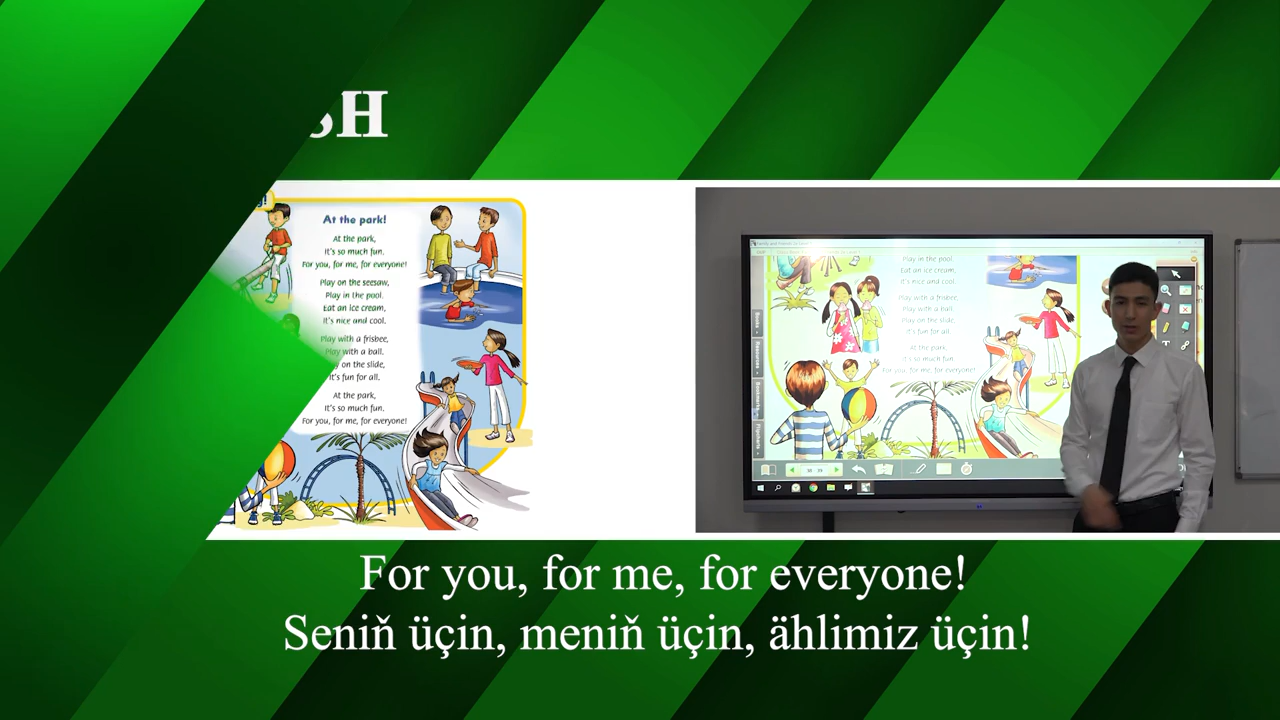 At the park!
At the park,
It's so much fun.
For you, for me, for everyone!
Play on the seesaw,
Play in the pool.
Eat an ice cream,
It's nice and cool.
Play with a frisbee,
Play with a ball.
on the slide,
It's fun for all.
At the park,
It's so much fun.
For you, for me, for everyone!
Play in the pool
Eat an ice cream,
It's nice and cool.
Play with a frisbee,
Play with a ball
Play on the slide
It's fun for all
At the park,
It's so much fun
For you, for me, for everyone!
Books
Resources
Bookmarks
Flipcharts
For you, for me, for everyone!
Seniň üçin, meniň üçin, ählimiz üçin!